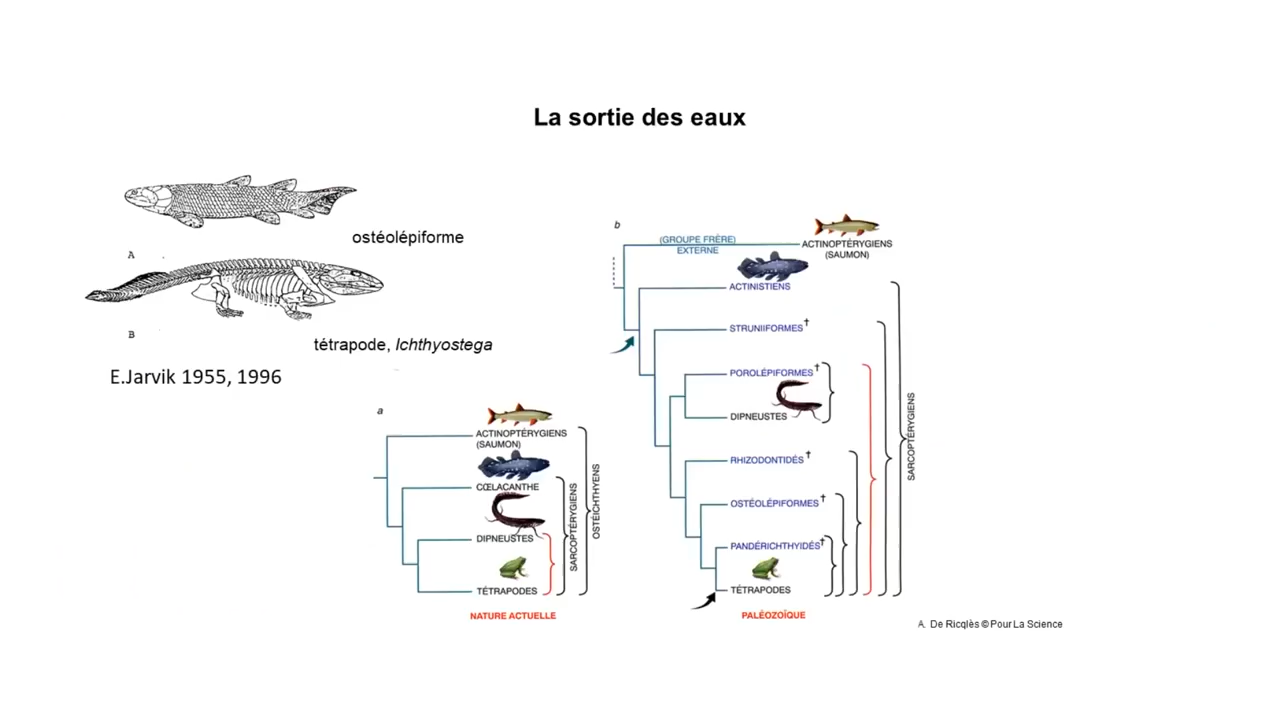 La sortie des eaux
ostéolépiforme
A
B
tétrapode, Ichthyostega
E.Jarvik 1955, 1996
a
ACTINOPTÉRYGIENS
(SAUMON)
CŒLACANTHE
DIPNEUSTES
TÉTRAPODES
SARCOPTÉRYGIENS
OSTÉICHTYENS
NATURE ACTUELLE
b
(GROUPE FRÈRE)
EXTERNE
ACTINOPTÉRYGIENS
(SAUMON)
ACTINISTIENS
STRUNIIFORMES†
POROLÉPIFORMES†
DIPNEUSTES
RHIZODONTIDÉS†
OSTÉOLÉPIFORMES†
PANDÉRICHTHYIDÉS†
TÉTRAPODES
SARCOPTÉRYGIENS
PALÉOZOÏQUE
A. De Ricqlès ©Pour La Science